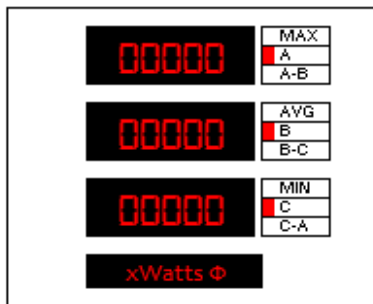 00000
MAX
A
A-B
00000
AVG
B
B-C
00000
MIN
C
C-A
xWatts Φ